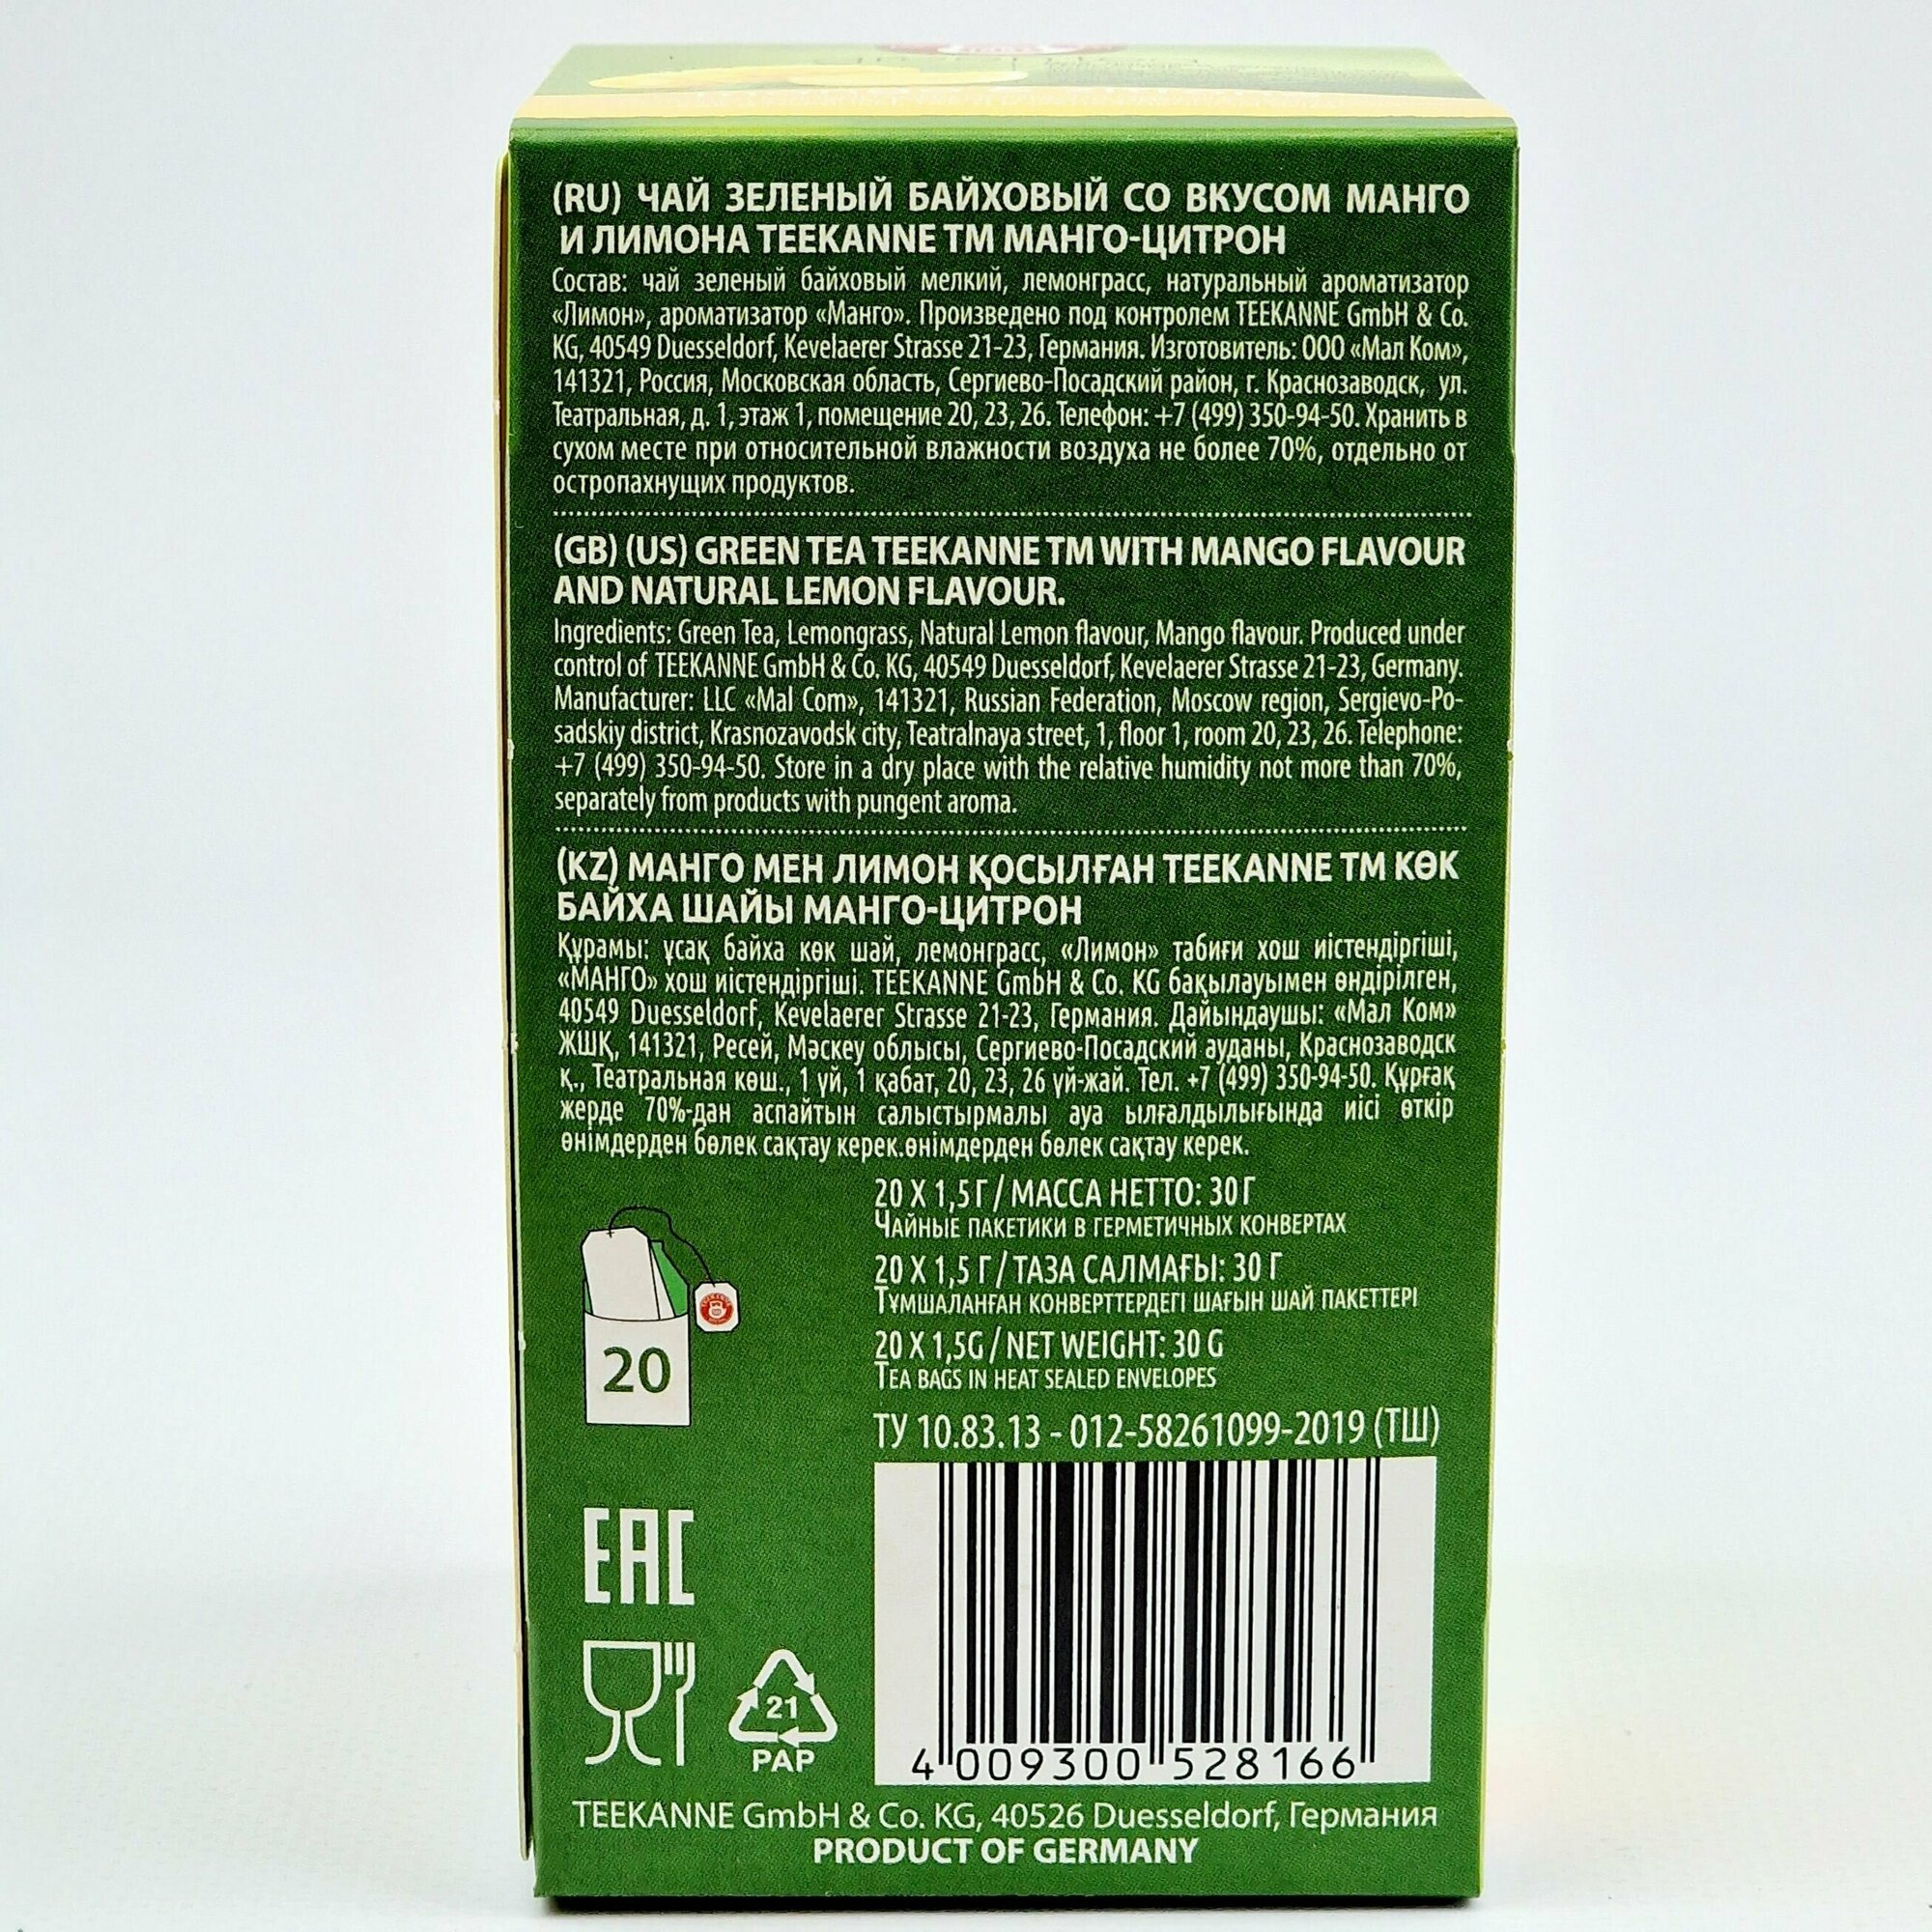 (RU) ЧАЙ ЗЕЛЕНЫЙ БАЙХОВЫЙ СО ВКУСОМ МАНГО
И ЛИМОНА TEEKANNE TM МАНГО-ЦИТРОН
Состав: чай зеленый байховый мелкий, лемонграсс, натуральный ароматизатор
«Лимон», ароматизатор «Манго». Произведено под контролем TEEKANNE GmbH & Co.
KG, 40549 Duesseldorf, Kevelaerer Strasse 21-23, Германия. Изготовитель: ООО «Мал Ком»,
141321, Россия, Московская область, Сергиево-Посадский район, г. Краснозаводск, ул.
Театральная, д. 1, этаж 1, помещение 20, 23, 26. Телефон: +7 (499) 350-94-50. Хранить в
сухом месте при относительной влажности воздуха не более 70%, отдельно от
остропахнущих продуктов.
(GB) (US) GREEN TEA TEEKANNE TM WITH MANGO FLAVOUR
AND NATURAL LEMON FLAVOUR.
Ingredients: Green Tea, Lemongrass, Natural Lemon flavour, Mango flavour. Produced under
control of TEEKANNE GmbH & Co. KG, 40549 Duesseldorf, Kevelaerer Strasse 21-23, Germany.
Manufacturer: LLC «Mal Com», 141321, Russian Federation, Moscow region, Sergievo-Po-
sadskiy district, Krasnozavodsk city, Teatralnaya street, 1, floor 1, room 20, 23, 26. Telephone:
+7 (499) 350-94-50. Store in a dry place with the relative humidity not more than 70%,
separately from products with pungent aroma.
(KZ) МАНГО МЕН ЛИМОН ҚОСЫЛҒАН TEEKANNE TM КӨК
БАЙХА ШАЙЫ МАНГО-ЦИТРОН
Құрамы: ұсақ байха көк шай, лемонграсс, «Лимон» табиғи хош иістендіргіші,
«МАНГО» хош иістендіргіші. TEEKANNE GmbH & Co. KG бақылауымен өндірілген,
40549 Duesseldorf, Kevelaerer Strasse 21-23, Германия. Дайындаушы: «Мал Ком»
ЖШҚ, 141321, Ресей, Мәскеу облысы, Сергиево-Посадский ауданы, Краснозаводск
қ., Театральная көш., 1 үй, 1 қабат, 20, 23, 26 үй-жай. Тел. +7 (499) 350-94-50. Құрғақ
жерде 70%-дан аспайтын салыстырмалы ауа ылғалдылығында иісі өткір
өнімдерден бөлек сақтау керек.өнімдерден бөлек сақтау керек.
20 X 1,5Г / МАССА НЕТТО: 30Г
ЧАЙНЫЕ ПАКЕТИКИ В ГЕРМЕТИЧНЫХ КОНВЕРТАХ
20 X 1,5 Г / ТАЗА САЛМАҒЫ: 30 Г
ТҰМШАЛАНҒАН КОНВЕРТТЕРДЕГІ ШАҒЫН ШАЙ ПАКЕТТЕРІ
20 X 1,5G / NET WEIGHT: 30 G
TEA BAGS IN HEAT SEALED ENVELOPES
20
ТУ 10.83.13 - 012-58261099-2019 (ТШ)
EAC
21
PAP
4 009300 528166
TEEKANNE GmbH & Co. KG, 40526 Duesseldorf, Германия
PRODUCT OF GERMANY